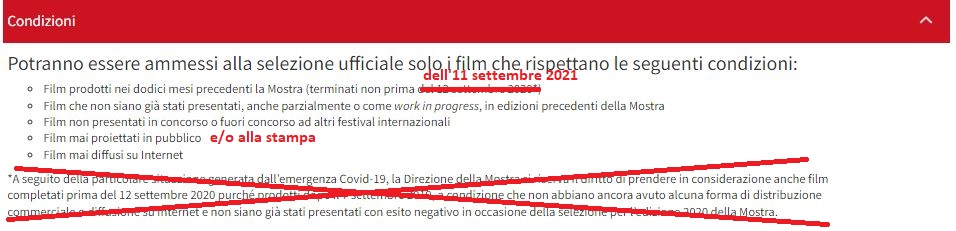 Condizioni
Potranno essere ammessi alla selezione ufficiale solo i film che rispettano le seguenti condizioni:
dell'11 settembre 2021
Film prodotti nei dodici mesi precedenti la Mostra (terminati non prima del 12 settembre 2020*)
Film che non siano già stati presentati, anche parzialmente o come work in progress, in edizioni precedenti della Mostra
Film non presentati in concorso o fuori concorso ad altri festival internazionali
Film mai proiettati in pubblico e/o alla stampa
Film mai diffusi su Internet
*A seguito della particolare situazione generata dall'emergenza Covid-19, la Direzione della Mostra si riserva il diritto di prendere in considerazione anche film
completati prima del 12 settembre 2020 purché prodotti settembre 2019, a condizione che non abbiano ancora avuto alcuna forma di distribuzione
commerciale o diffusione su Internet e non siano già stati presentati con esito negativo in occasione della selezione per l'edizione 2020 della Mostra.